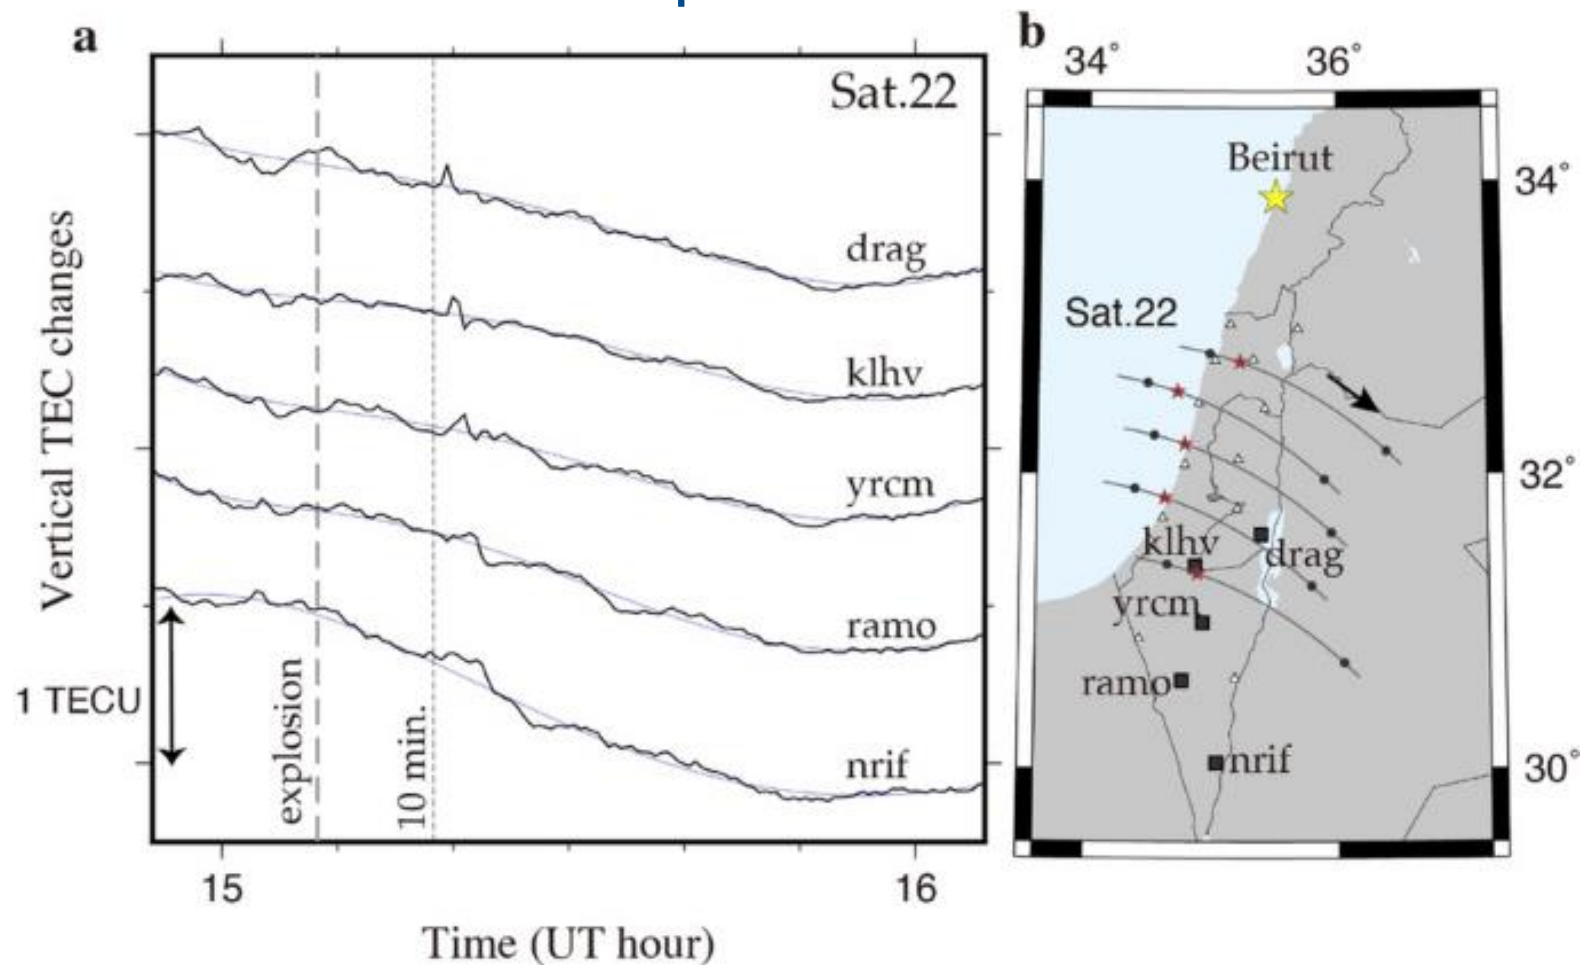 a
Sat.22
drag
klhv
yrcm
ramo
nrif
Vertical TEC changes
1 TECU
explosion
10 min.
15
16
Time (UT hour)
b
34°
36°
Beirut
34°
Sat.22
32°
klhv
drag
yrcm
ramo
nrif
30°